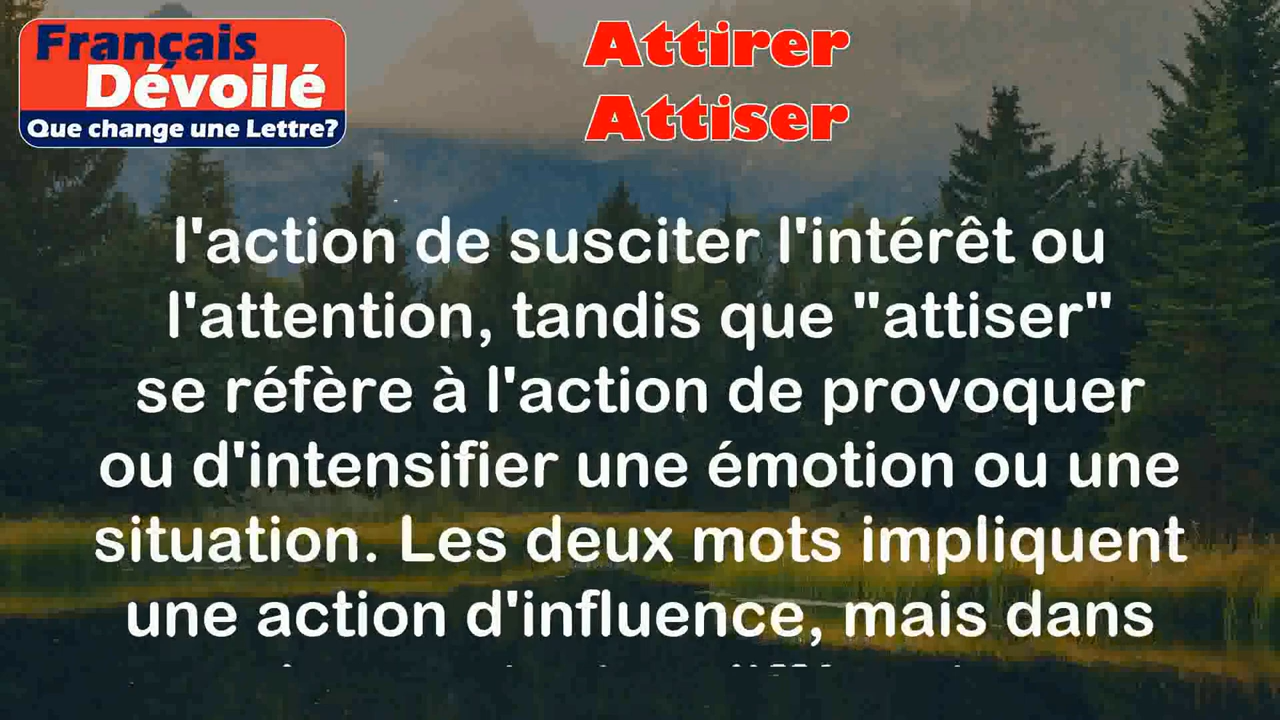 Français
Dévoilé
Que change une Lettre?
Attirer
Attiser
l'action de susciter l'intérêt ou
l'attention, tandis que "attiser"
se réfère à l'action de provoquer
ou d'intensifier une émotion ou une
situation. Les deux mots impliquent
une action d'influence, mais dans